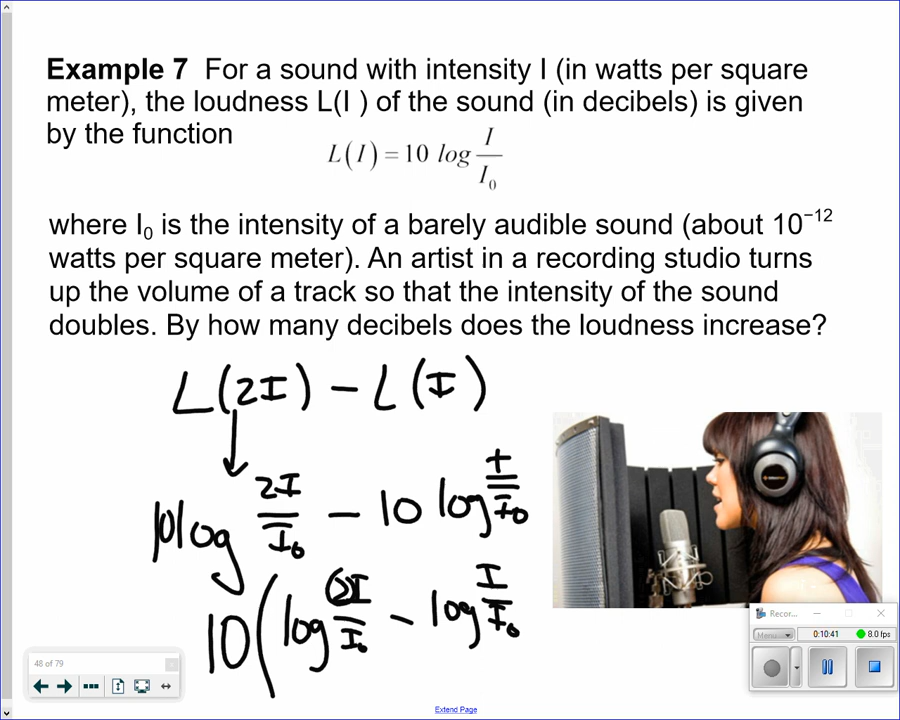 Example 7 For a sound with intensity I (in watts per square
meter), the loudness L(I ) of the sound (in decibels) is given
by the function
L(I) = 10 log I/I₀
where I₀ is the intensity of a barely audible sound (about 10⁻¹²
watts per square meter). An artist in a recording studio turns
up the volume of a track so that the intensity of the sound
doubles. By how many decibels does the loudness increase?
L(2I) − L(I)
10 log 2I/I₀ − 10 log I/I₀
10( log 2I/I₀ − log I/I₀
Recor...
Menu
0:10:41
8.0 fps
48 of 79
Extend Page